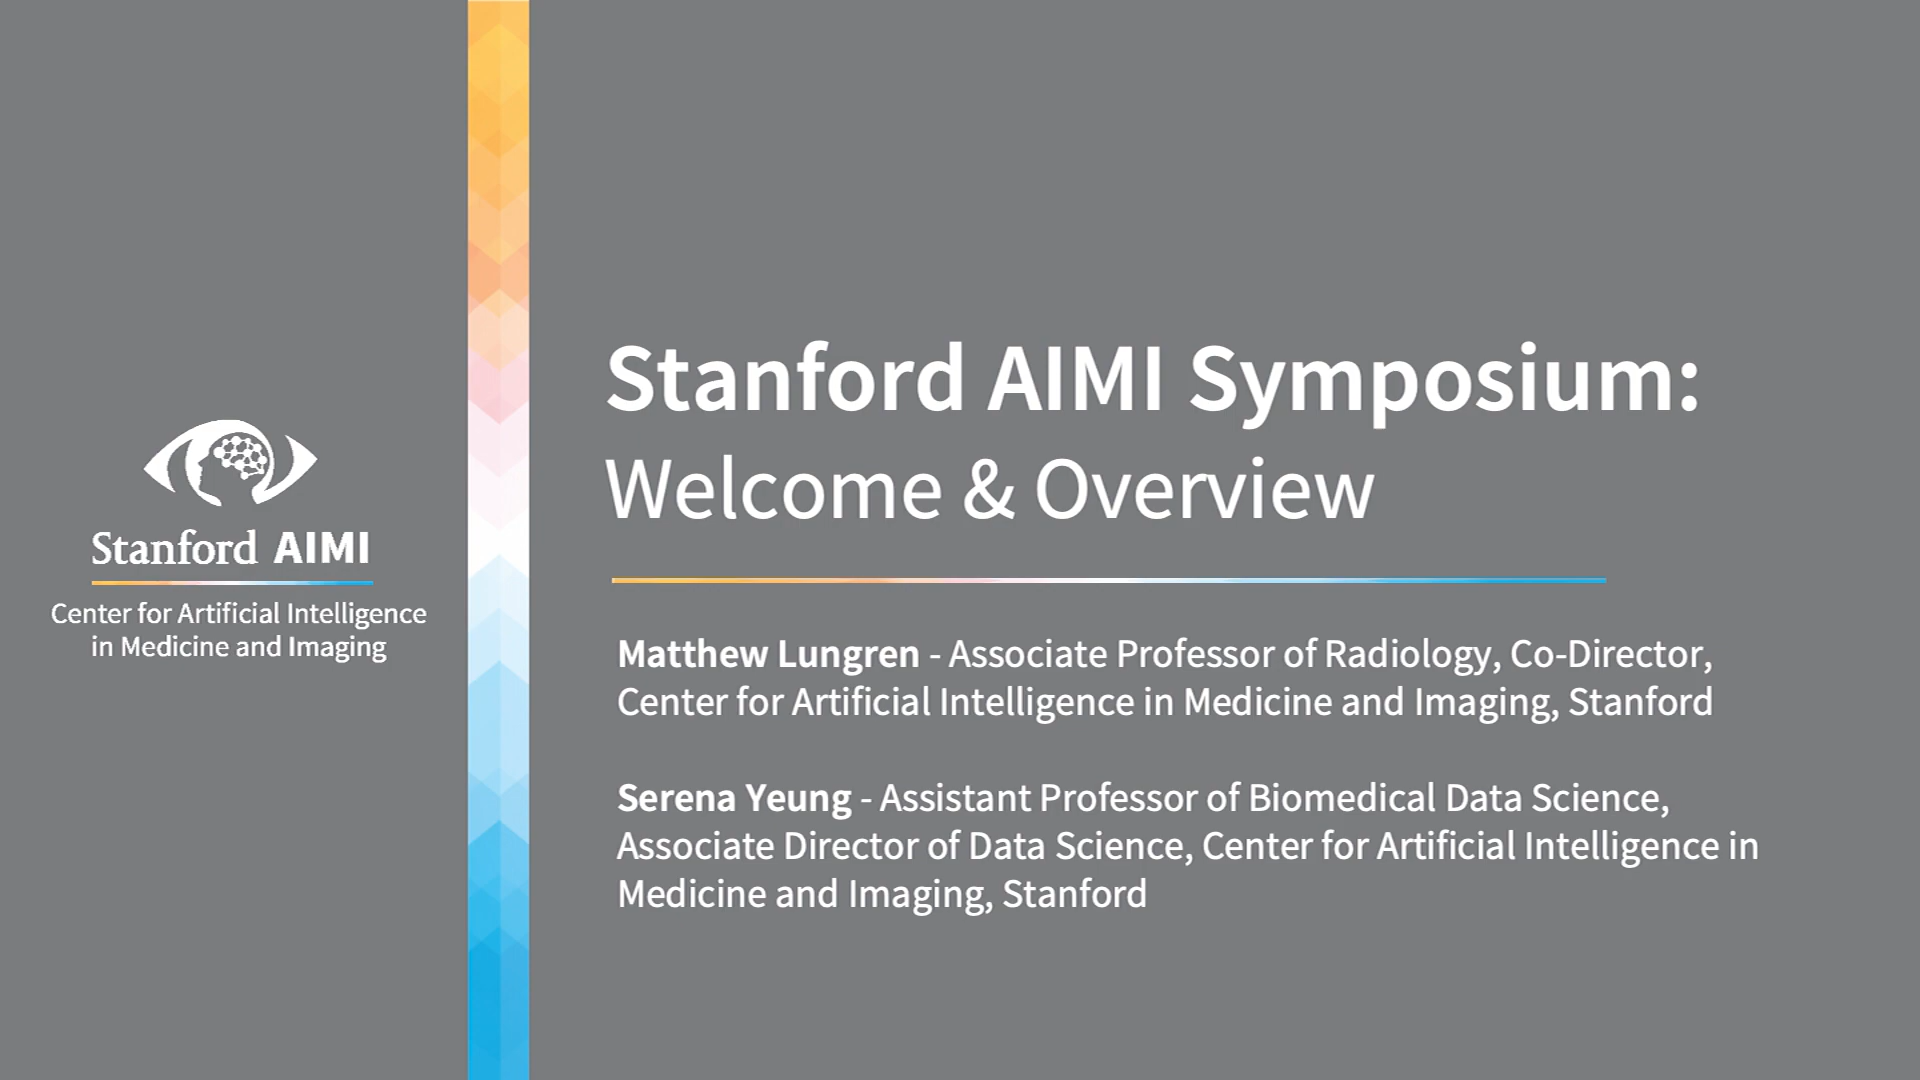 Stanford AIMI
Center for Artificial Intelligence
in Medicine and Imaging
Stanford AIMI Symposium:
Welcome & Overview
Matthew Lungren - Associate Professor of Radiology, Co-Director,
Center for Artificial Intelligence in Medicine and Imaging, Stanford
Serena Yeung - Assistant Professor of Biomedical Data Science,
Associate Director of Data Science, Center for Artificial Intelligence in
Medicine and Imaging, Stanford